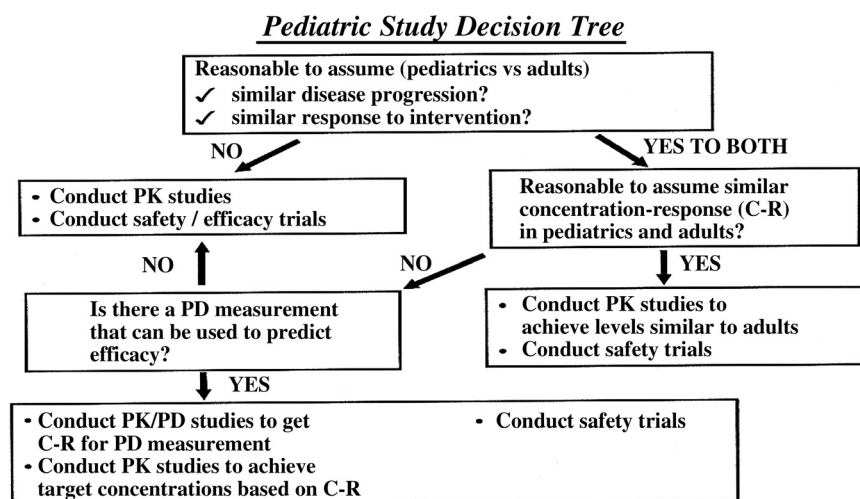 Pediatric Study Decision Tree
Reasonable to assume (pediatrics vs adults)
✓ similar disease progression?
✓ similar response to intervention?
NO
YES TO BOTH
• Conduct PK studies
• Conduct safety / efficacy trials
Reasonable to assume similar
concentration-response (C-R)
in pediatrics and adults?
NO
NO
YES
Is there a PD measurement
that can be used to predict
efficacy?
• Conduct PK studies to
achieve levels similar to adults
• Conduct safety trials
YES
• Conduct PK/PD studies to get
C-R for PD measurement
• Conduct PK studies to achieve
target concentrations based on C-R
• Conduct safety trials